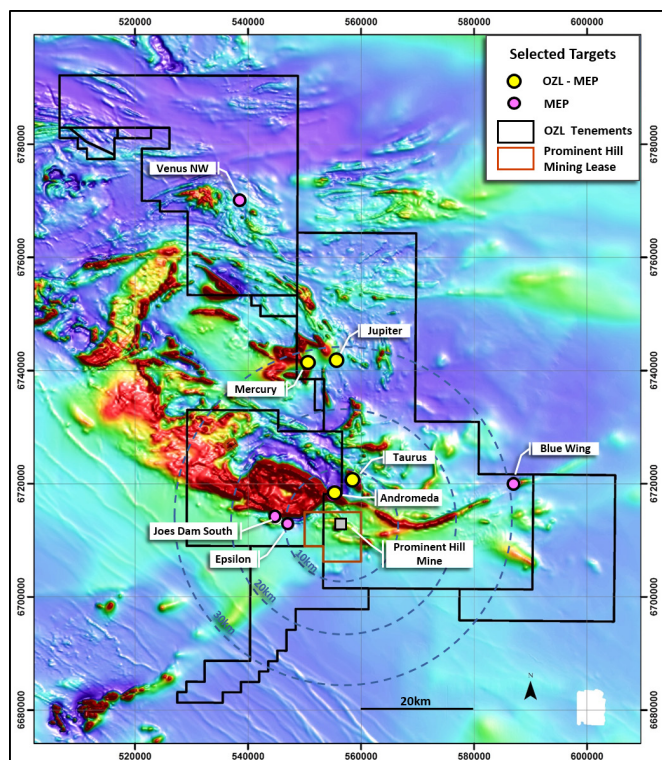 520000 540000 560000 580000 600000
Selected Targets
OZL - MEP
MEP
OZL Tenements
Prominent Hill
Mining Lease
6780000 6780000
Venus NW
6760000 6760000
Jupiter
6740000 6740000
Mercury
Taurus
Blue Wing
6720000 6720000
Andromeda
Joes Dam South
Epsilon
Prominent Hill
Mine
10km
20km
30km
6700000 6700000
N
20km
6680000 6680000
520000 540000 560000 580000 600000